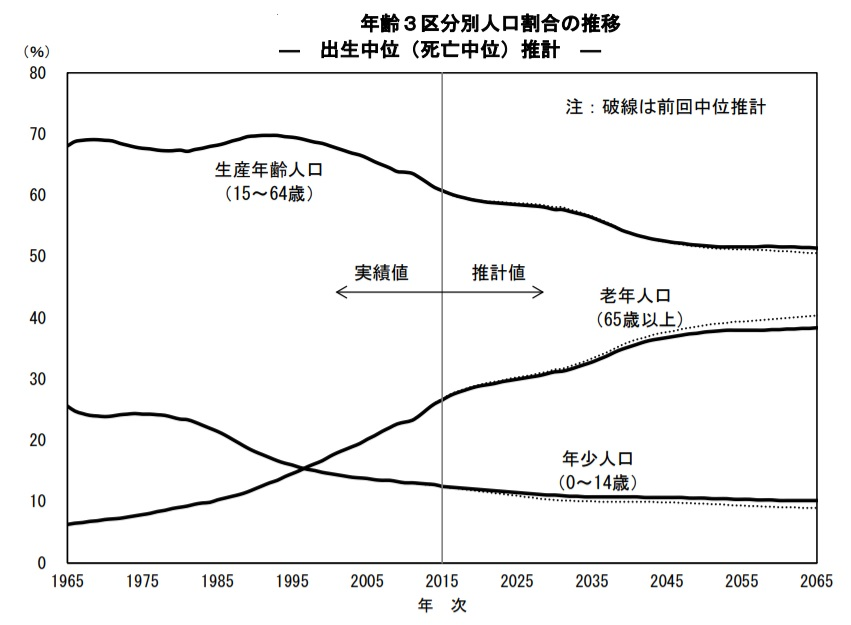 年齢３区分別人口割合の推移
― 出生中位（死亡中位）推計 ―
(%)
80
注：破線は前回中位推計
70
生産年齢人口
（15～64歳）
60
50
実績値
推計値
老年人口
（65歳以上）
40
30
20
年少人口
（0～14歳）
10
0
1965 1975 1985 1995 2005 2015 2025 2035 2045 2055 2065
年 次